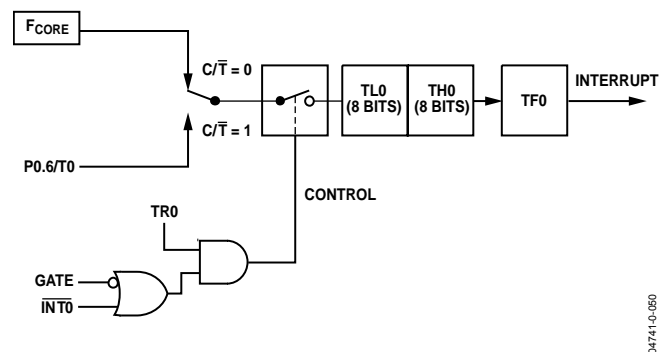 FCORE
C/T̅ = 0
TL0
(8 BITS)
TH0
(8 BITS)
TF0
INTERRUPT
C/T̅ = 1
P0.6/T0
CONTROL
TR0
GATE
I̅N̅T̅0̅
04741-0-050